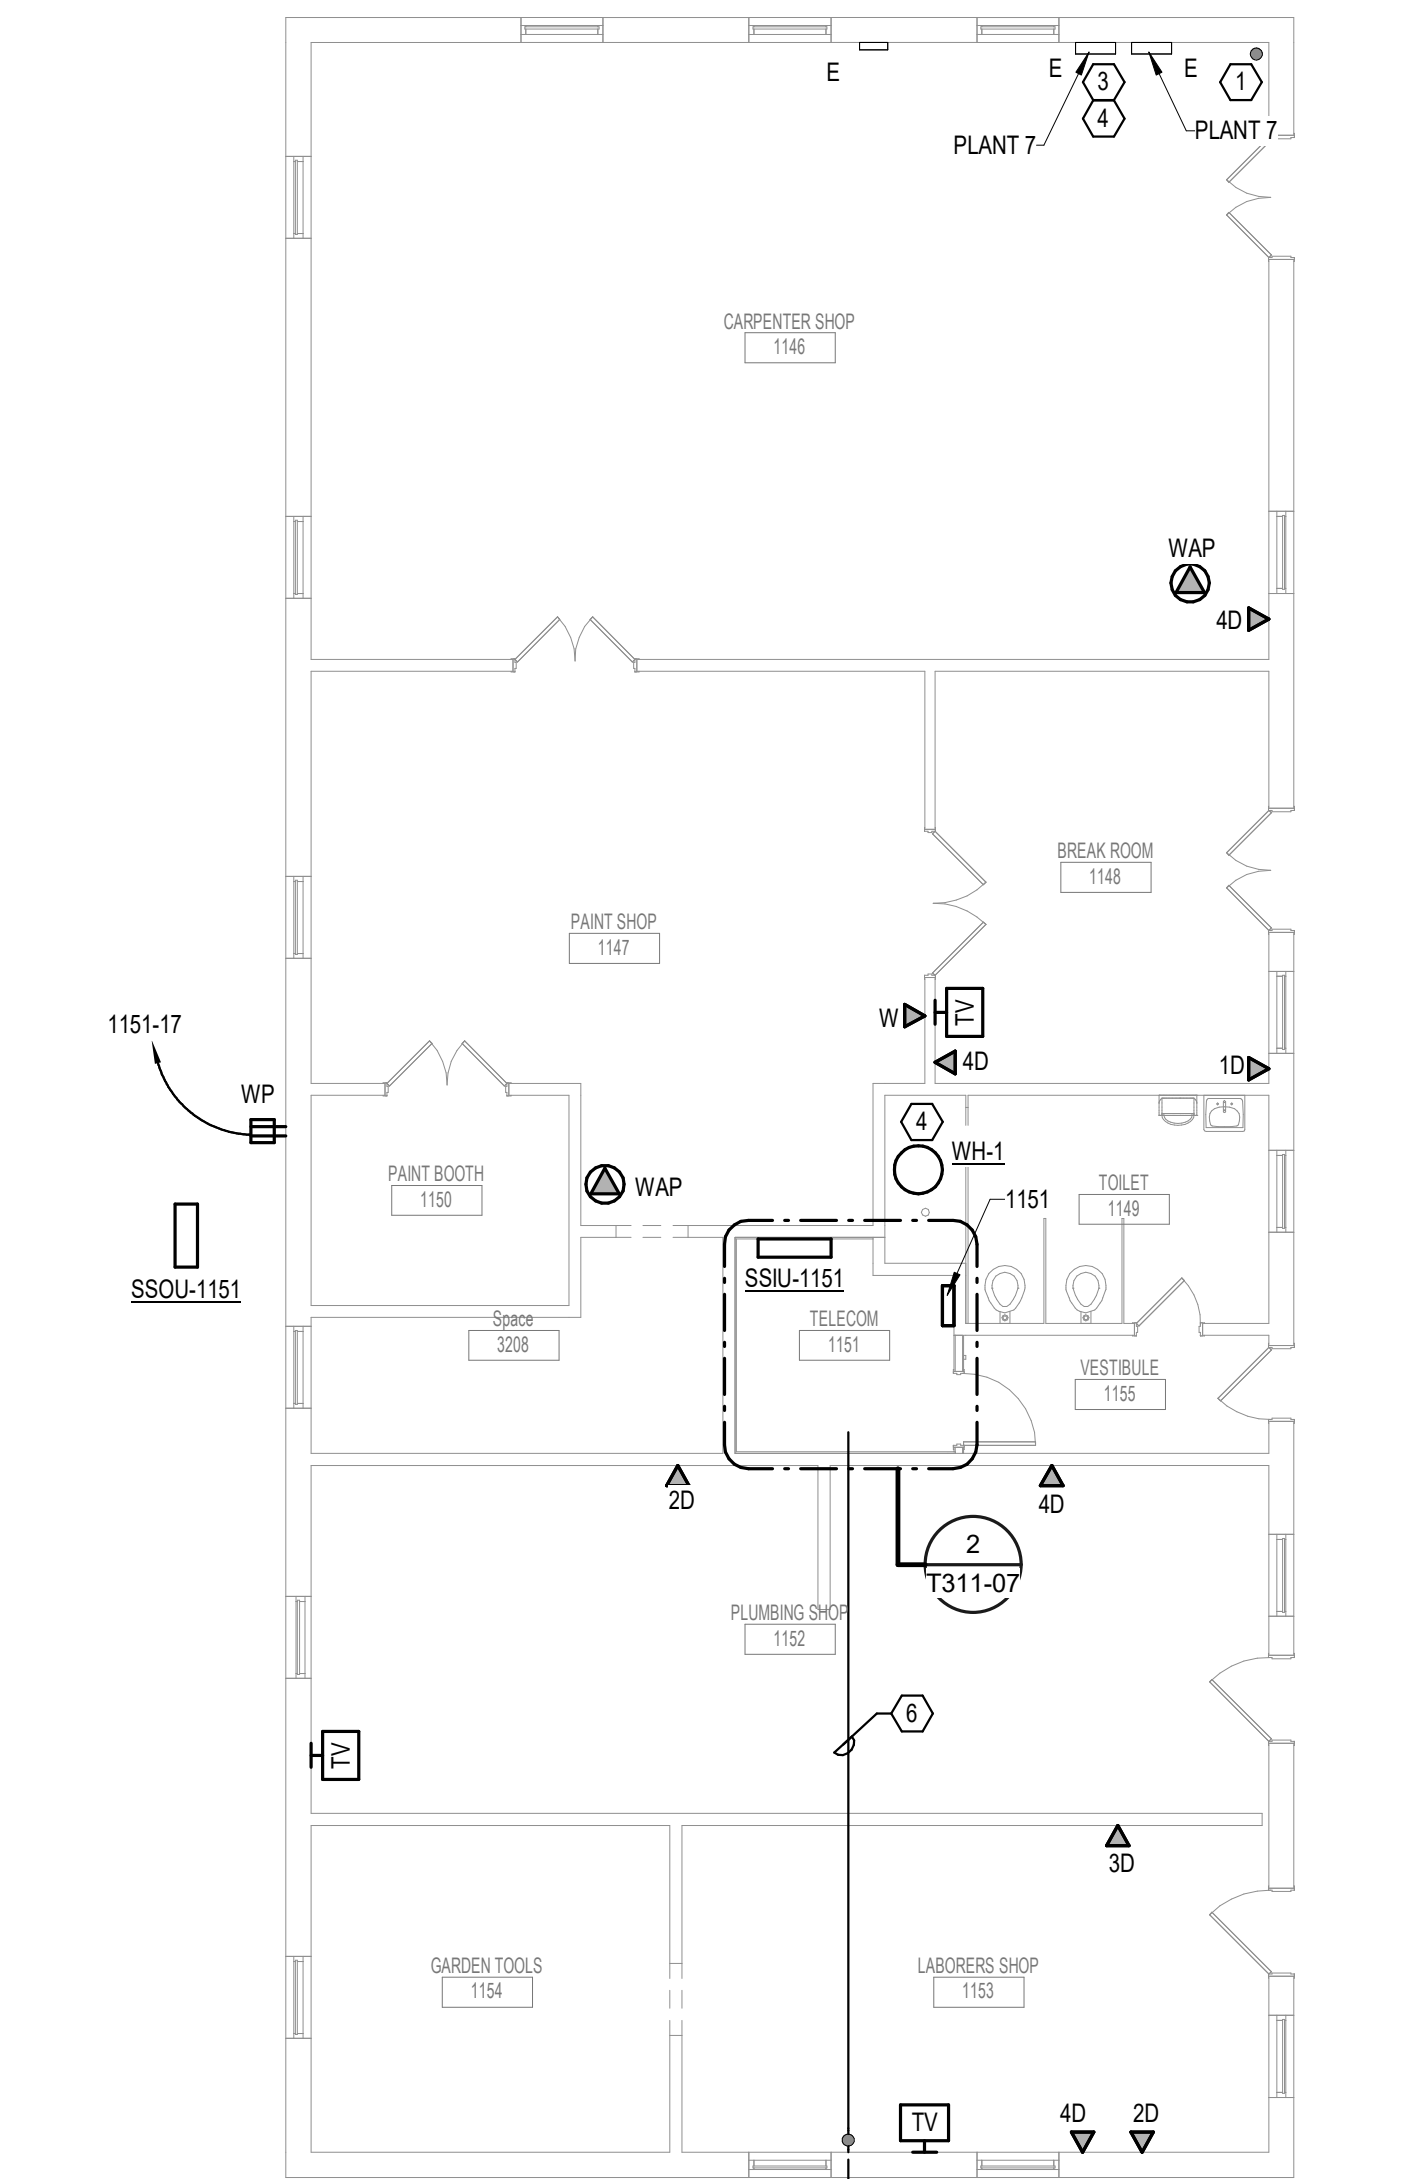 E
E
3
4
E
1
PLANT 7
PLANT 7
CARPENTER SHOP
1146
WAP
4D
BREAK ROOM
1148
PAINT SHOP
1147
W
TV
1151-17
4D
1D
WP
4
WH-1
PAINT BOOTH
1150
WAP
TOILET
1149
1151
SSOU-1151
SSIU-1151
Space
3208
TELECOM
1151
VESTIBULE
1155
2D
4D
2
T311-07
PLUMBING SHOP
1152
6
TV
3D
GARDEN TOOLS
1154
LABORERS SHOP
1153
TV
4D
2D